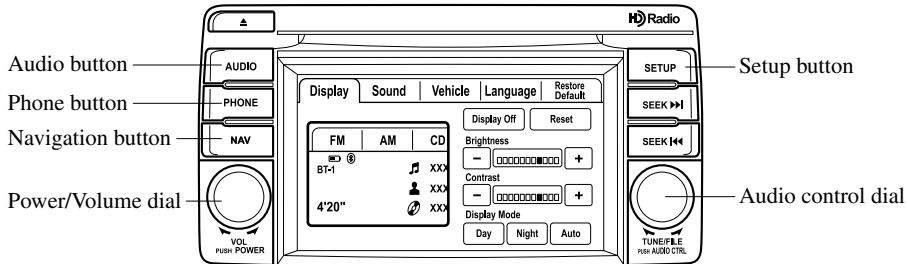 HD Radio
Audio button
AUDIO
SETUP
Setup button
Phone button
PHONE
SEEK
Navigation button
NAV
SEEK
Display
Sound
Vehicle
Language
Restore
Default
Display Off
Reset
FM
AM
CD
Brightness
BT-1
XXX
Contrast
XXX
4'20"
XXX
Display Mode
Day
Night
Auto
Power/Volume dial
VOL
PUSH POWER
Audio control dial
TUNE/FILE
PUSH AUDIO CTRL